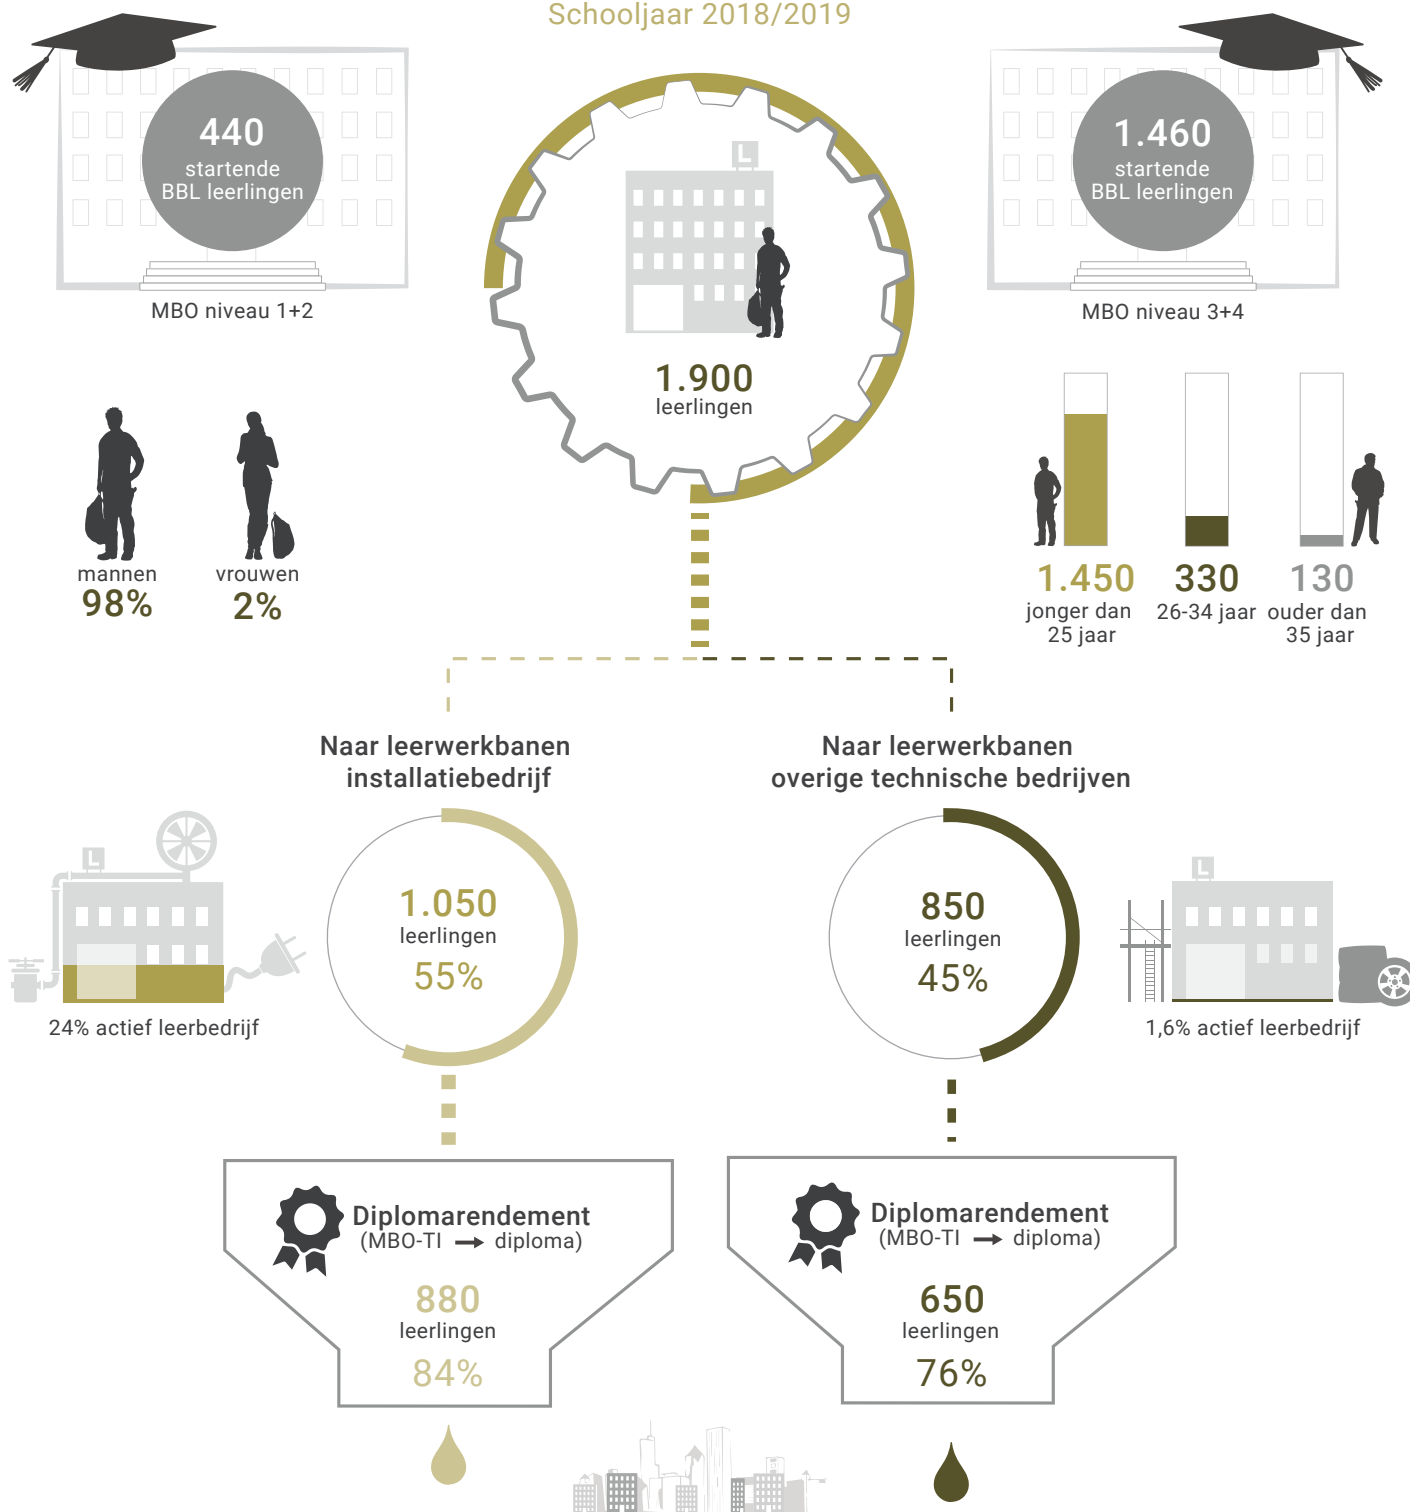 Schooljaar 2018/2019
440
startende
BBL leerlingen
MBO niveau 1+2
L
1.900
leerlingen
1.460
startende
BBL leerlingen
MBO niveau 3+4
mannen
98%
vrouwen
2%
1.450
jonger dan
25 jaar
330
26-34 jaar
130
ouder dan
35 jaar
Naar leerwerkbanen
installatiebedrijf
L
1.050
leerlingen
55%
24% actief leerbedrijf
Naar leerwerkbanen
overige technische bedrijven
850
leerlingen
45%
L
1,6% actief leerbedrijf
Diplomarendement
(MBO-TI → diploma)
880
leerlingen
84%
Diplomarendement
(MBO-TI → diploma)
650
leerlingen
76%